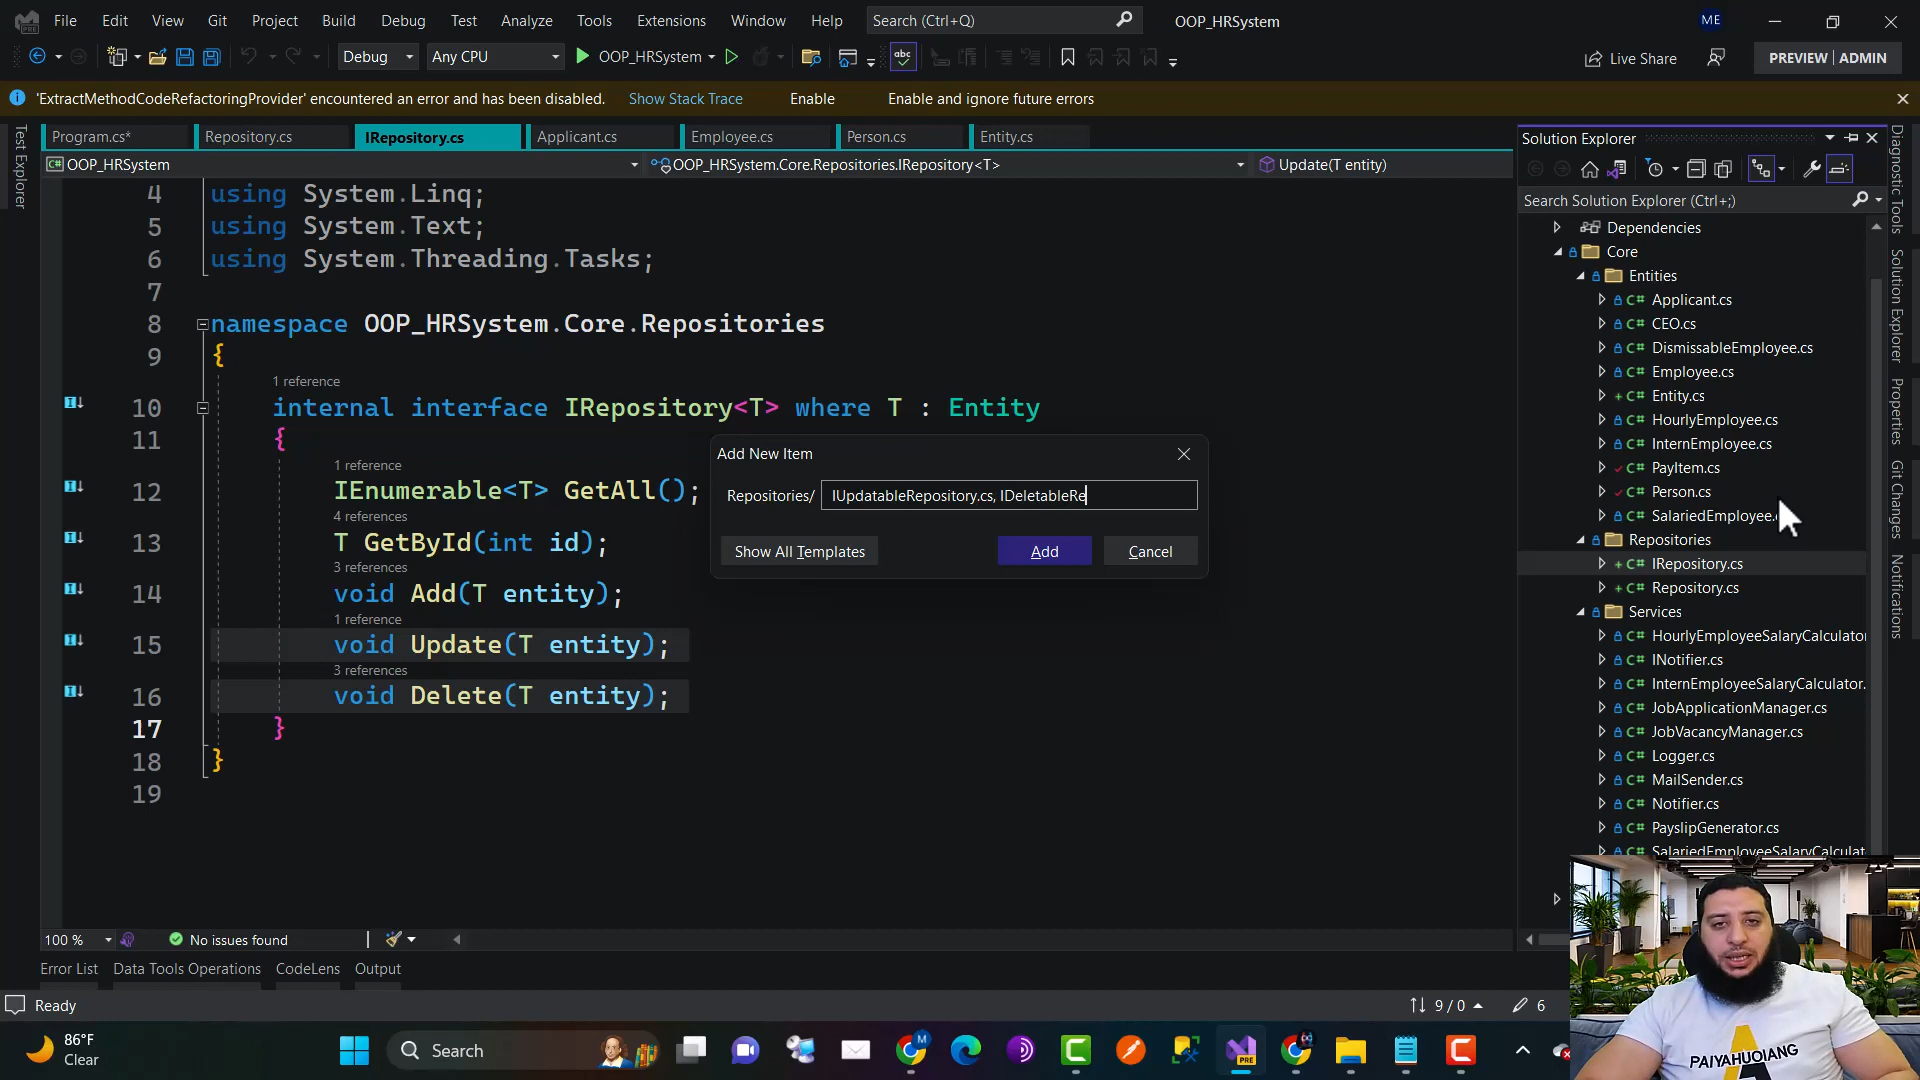 File Edit View Git Project Build Debug Test Analyze Tools Extensions Window Help Search (Ctrl+Q) OOP_HRSystem ME
Debug Any CPU OOP_HRSystem abc Live Share PREVIEW | ADMIN
'ExtractMethodCodeRefactoringProvider' encountered an error and has been disabled. Show Stack Trace Enable Enable and ignore future errors
Test Explorer
Program.cs* Repository.cs IRepository.cs Applicant.cs Employee.cs Person.cs Entity.cs
C# OOP_HRSystem OOP_HRSystem.Core.Repositories.IRepository<T> Update(T entity)
4 using System.Linq;
5 using System.Text;
6 using System.Threading.Tasks;
7
8 namespace OOP_HRSystem.Core.Repositories
9 {
1 reference
10 internal interface IRepository<T> where T : Entity
11 {
1 reference
12 IEnumerable<T> GetAll();
4 references
13 T GetById(int id);
3 references
14 void Add(T entity);
1 reference
15 void Update(T entity);
3 references
16 void Delete(T entity);
17 }
18 }
19
Add New Item
Repositories/ IUpdatableRepository.cs, IDeletableRe
Show All Templates Add Cancel
Solution Explorer
Search Solution Explorer (Ctrl+;)
Dependencies
Core
Entities
C# Applicant.cs
C# CEO.cs
C# DismissableEmployee.cs
C# Employee.cs
C# Entity.cs
C# HourlyEmployee.cs
C# InternEmployee.cs
C# PayItem.cs
C# Person.cs
C# SalariedEmployee.
Repositories
C# IRepository.cs
C# Repository.cs
Services
C# HourlyEmployeeSalaryCalculato
C# INotifier.cs
C# InternEmployeeSalaryCalculator.
C# JobApplicationManager.cs
C# JobVacancyManager.cs
C# Logger.cs
C# MailSender.cs
C# Notifier.cs
C# PayslipGenerator.cs
C# SalariedEmployeeSalaryCalculat
Diagnostic Tools
Solution Explorer
Properties
Git Changes
Notifications
100 % No issues found
Error List Data Tools Operations CodeLens Output
Ready 9 / 0 6
86°F
Clear
Search
PAIYAHUOIANG